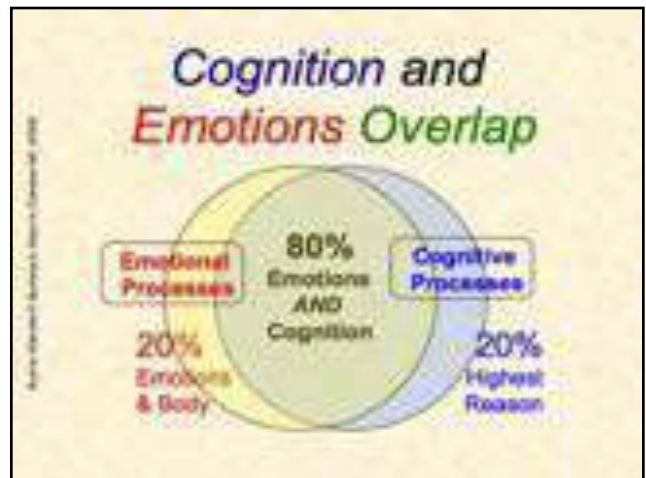 Cognition and
Emotions Overlap
Emotional
Processes
80%
Emotions
AND
Cognition
Cognitive
Processes
20%
Emotions
& Body
20%
Highest
Reason